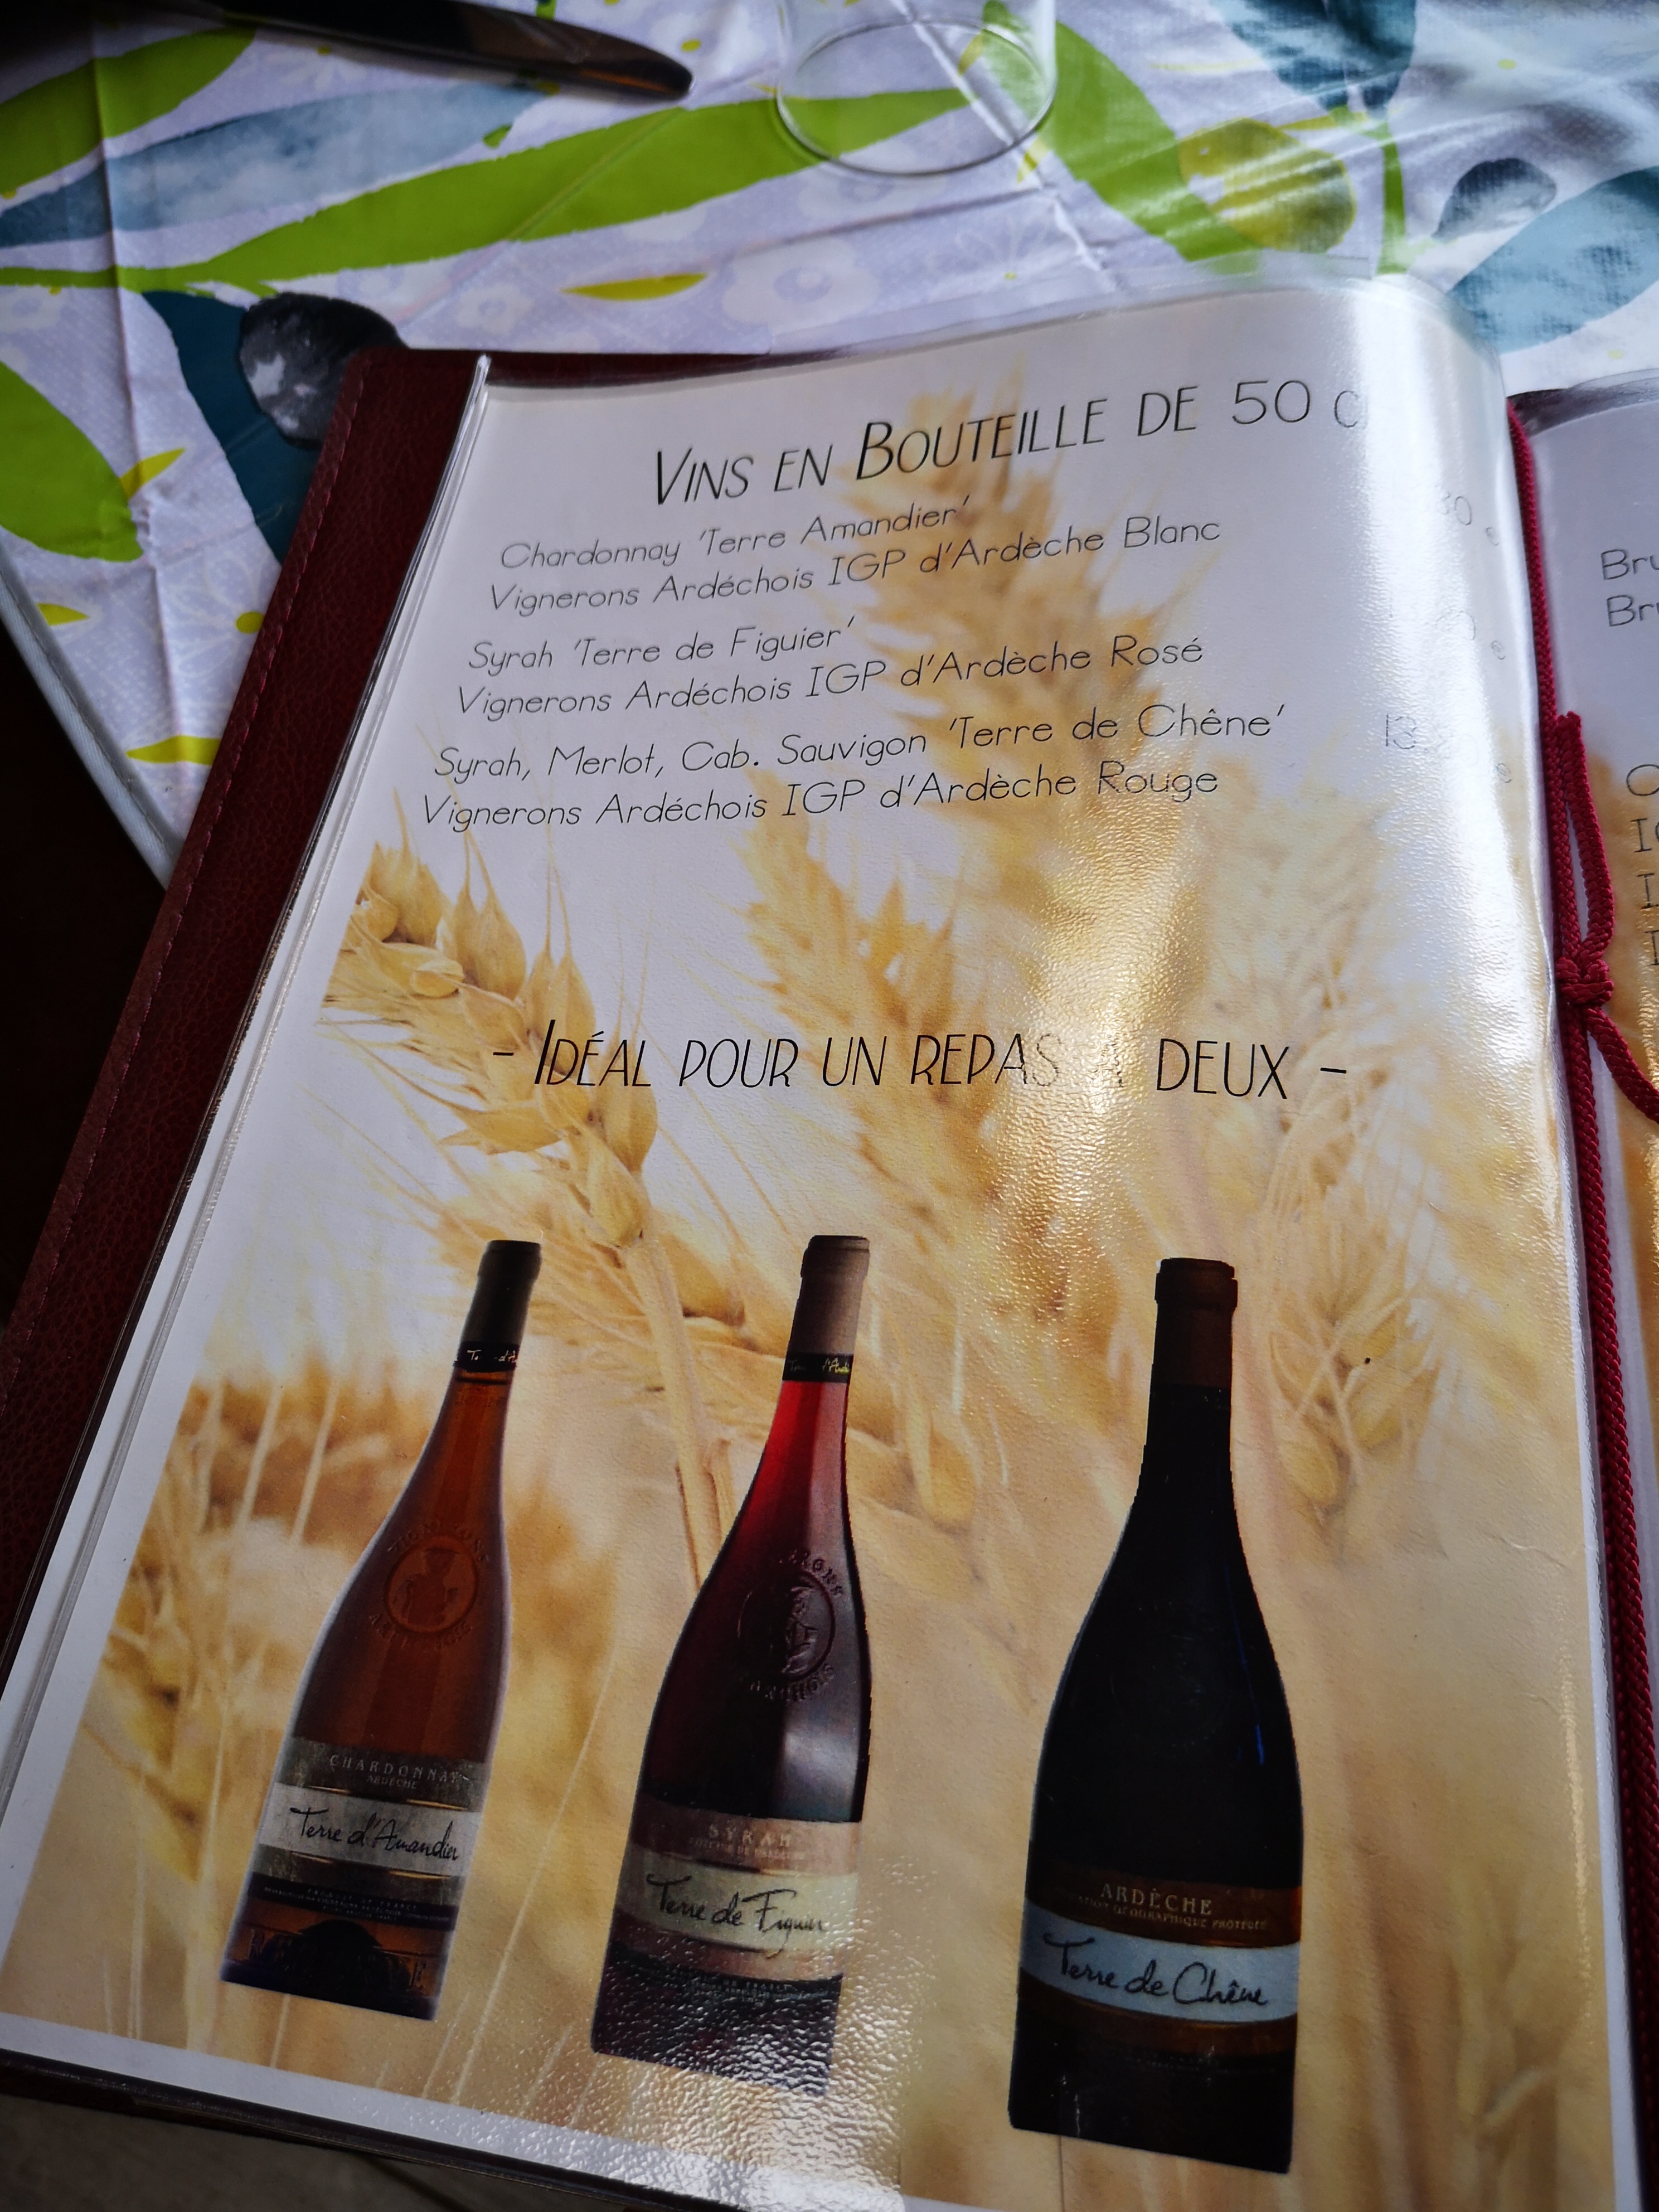 VINS EN BOUTEILLE DE 50 C
Chardonnay 'Terre Amandier'
Vignerons Ardéchois IGP d'Ardèche Blanc
Syrah 'Terre de Figuier'
Vignerons Ardéchois IGP d'Ardèche Rosé
Syrah, Merlot, Cab. Sauvigon 'Terre de Chêne' 13
Vignerons Ardéchois IGP d'Ardèche Rouge
- IDÉAL POUR UN REPAS À DEUX -
CHARDONNAY
ARDÈCHE
Terre d'Amandier
SYRAH
Terre de Figuier
ARDÈCHE
Terre de Chêne